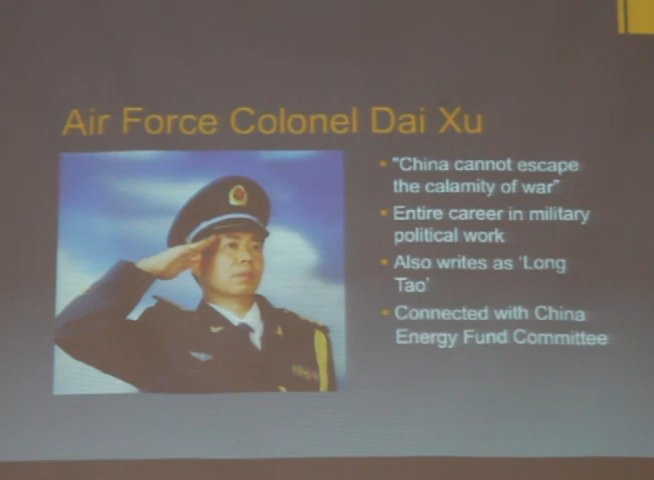 Air Force Colonel Dai Xu
"China cannot escape
the calamity of war"
Entire career in military
political work
Also writes as 'Long
Tao'
Connected with China
Energy Fund Committee